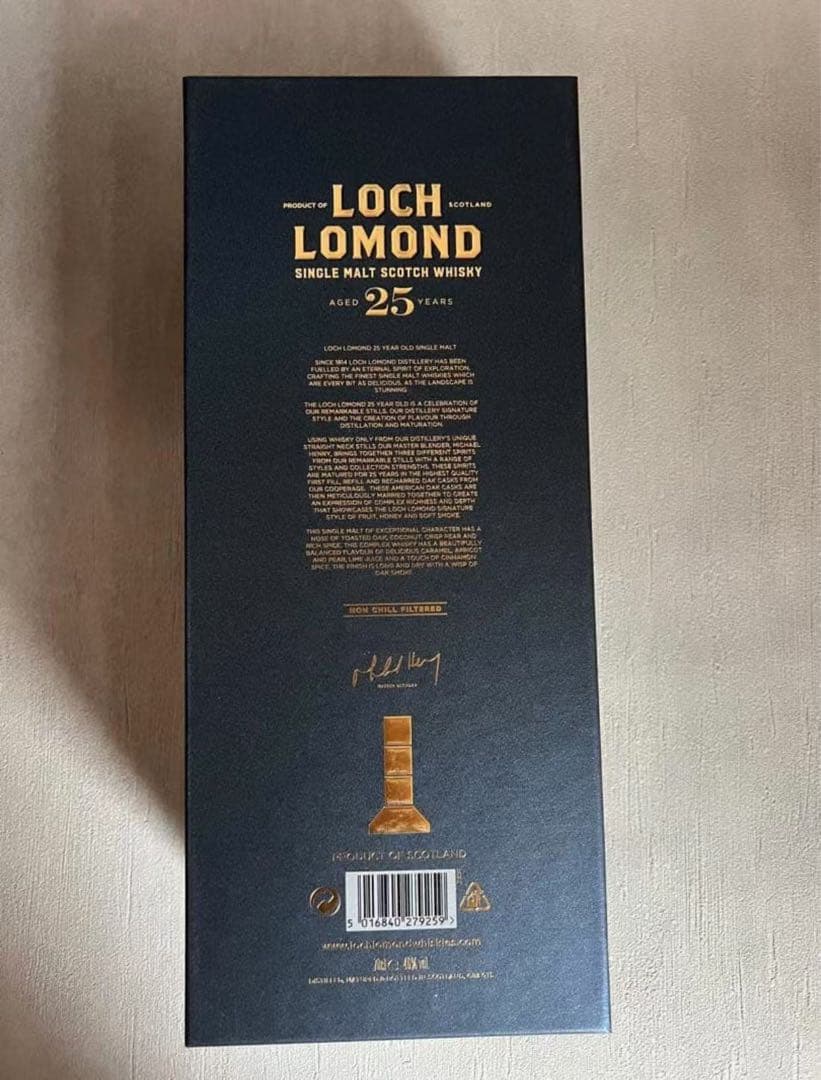 PRODUCT OF LOCH SCOTLAND
LOMOND
SINGLE MALT SCOTCH WHISKY
AGED 25 YEARS
LOCH LOMOND 25 YEAR OLD SINGLE MALT
SINCE 1814 LOCH LOMOND DISTILLERY HAS BEEN
FUELLED BY AN ETERNAL SPIRIT OF EXPLORATION,
CRAFTING THE FINEST SINGLE MALT WHISKIES WHICH
ARE EVERY BIT AS DELICIOUS, AS THE LANDSCAPE IS
STUNNING
THE LOCH LOMOND 25 YEAR OLD IS A CELEBRATION OF
OUR REMARKABLE STILLS, OUR DISTILLERY SIGNATURE
STYLE AND THE CREATION OF FLAVOUR THROUGH
DISTILLATION AND MATURATION.
USING WHISKY ONLY FROM OUR DISTILLERY'S UNIQUE
STRAIGHT NECK STILLS OUR MASTER BLENDER, MICHAEL
HENRY, BRINGS TOGETHER THREE DIFFERENT SPIRITS
FROM OUR REMARKABLE STILLS WITH A RANGE OF
STYLES AND COLLECTION STRENGTHS. THESE SPIRITS
ARE MATURED FOR 25 YEARS IN THE HIGHEST QUALITY
FIRST FILL, REFILL AND RECHARRED OAK CASKS FROM
OUR COOPERAGE. THESE AMERICAN OAK CASKS ARE
THEN METICULOUSLY MARRIED TOGETHER TO CREATE
AN EXPRESSION OF COMPLEX RICHNESS AND DEPTH
THAT SHOWCASES THE LOCH LOMOND SIGNATURE
STYLE OF FRUIT, HONEY AND SOFT SMOKE.
THIS SINGLE MALT OF EXCEPTIONAL CHARACTER HAS A
NOSE OF TOASTED OAK, COCONUT, CRISP PEAR AND
RICH SPICE. THIS COMPLEX WHISKY HAS A BEAUTIFULLY
BALANCED FLAVOUR OF DELICIOUS CARAMEL, APRICOT
AND PEAR, LIME JUICE AND A TOUCH OF CINNAMON
SPICE. THE FINISH IS LONG AND DRY WITH A WISP OF
OAK SMOKE.
NON CHILL FILTERED
MASTER BLENDER
PRODUCT OF SCOTLAND
5 016840 279259 >
www.lochlomondwhiskies.com
70cl e 46% vol
DISTILLED, MATURED & BOTTLED IN SCOTLAND,